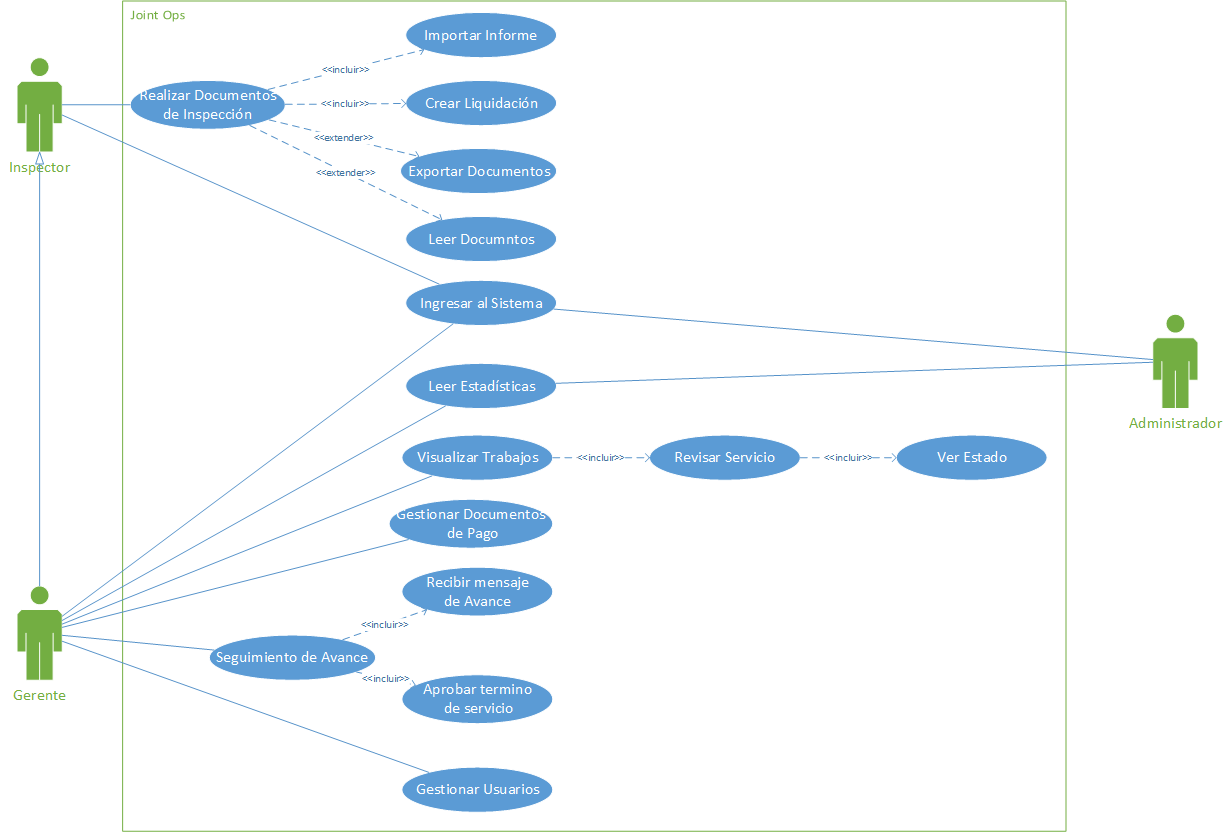 Joint Ops
Importar Informe
<<incluir>>
Realizar Documentos
de Inspección
<<incluir>>
Crear Liquidación
<<extender>>
Inspector
<<extender>>
Exportar Documentos
Leer Documntos
Ingresar al Sistema
Leer Estadísticas
Administrador
Visualizar Trabajos
<<incluir>>
Revisar Servicio
<<incluir>>
Ver Estado
Gestionar Documentos
de Pago
Recibir mensaje
de Avance
<<incluir>>
Seguimiento de Avance
<<incluir>>
Aprobar termino
de servicio
Gerente
Gestionar Usuarios